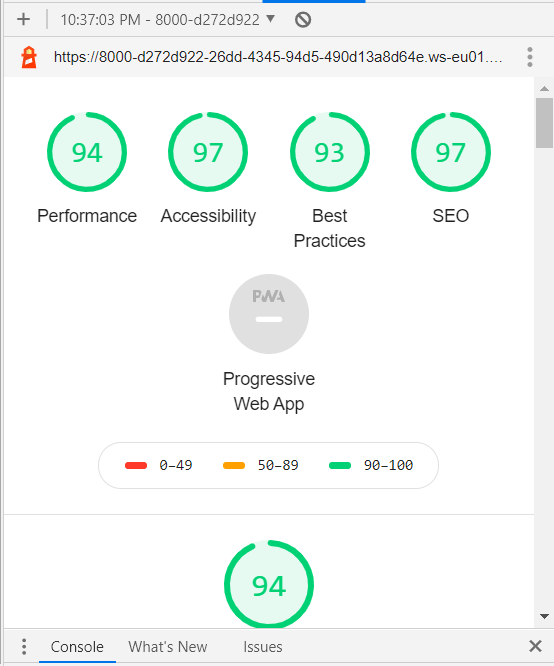 10:37:03 PM - 8000-d272d922
https://8000-d272d922-26dd-4345-94d5-490d13a8d64e.ws-eu01....
94 97 93 97
Performance Accessibility Best Practices SEO
PWA
Progressive
Web App
0–49 50–89 90–100
94
Console What's New Issues